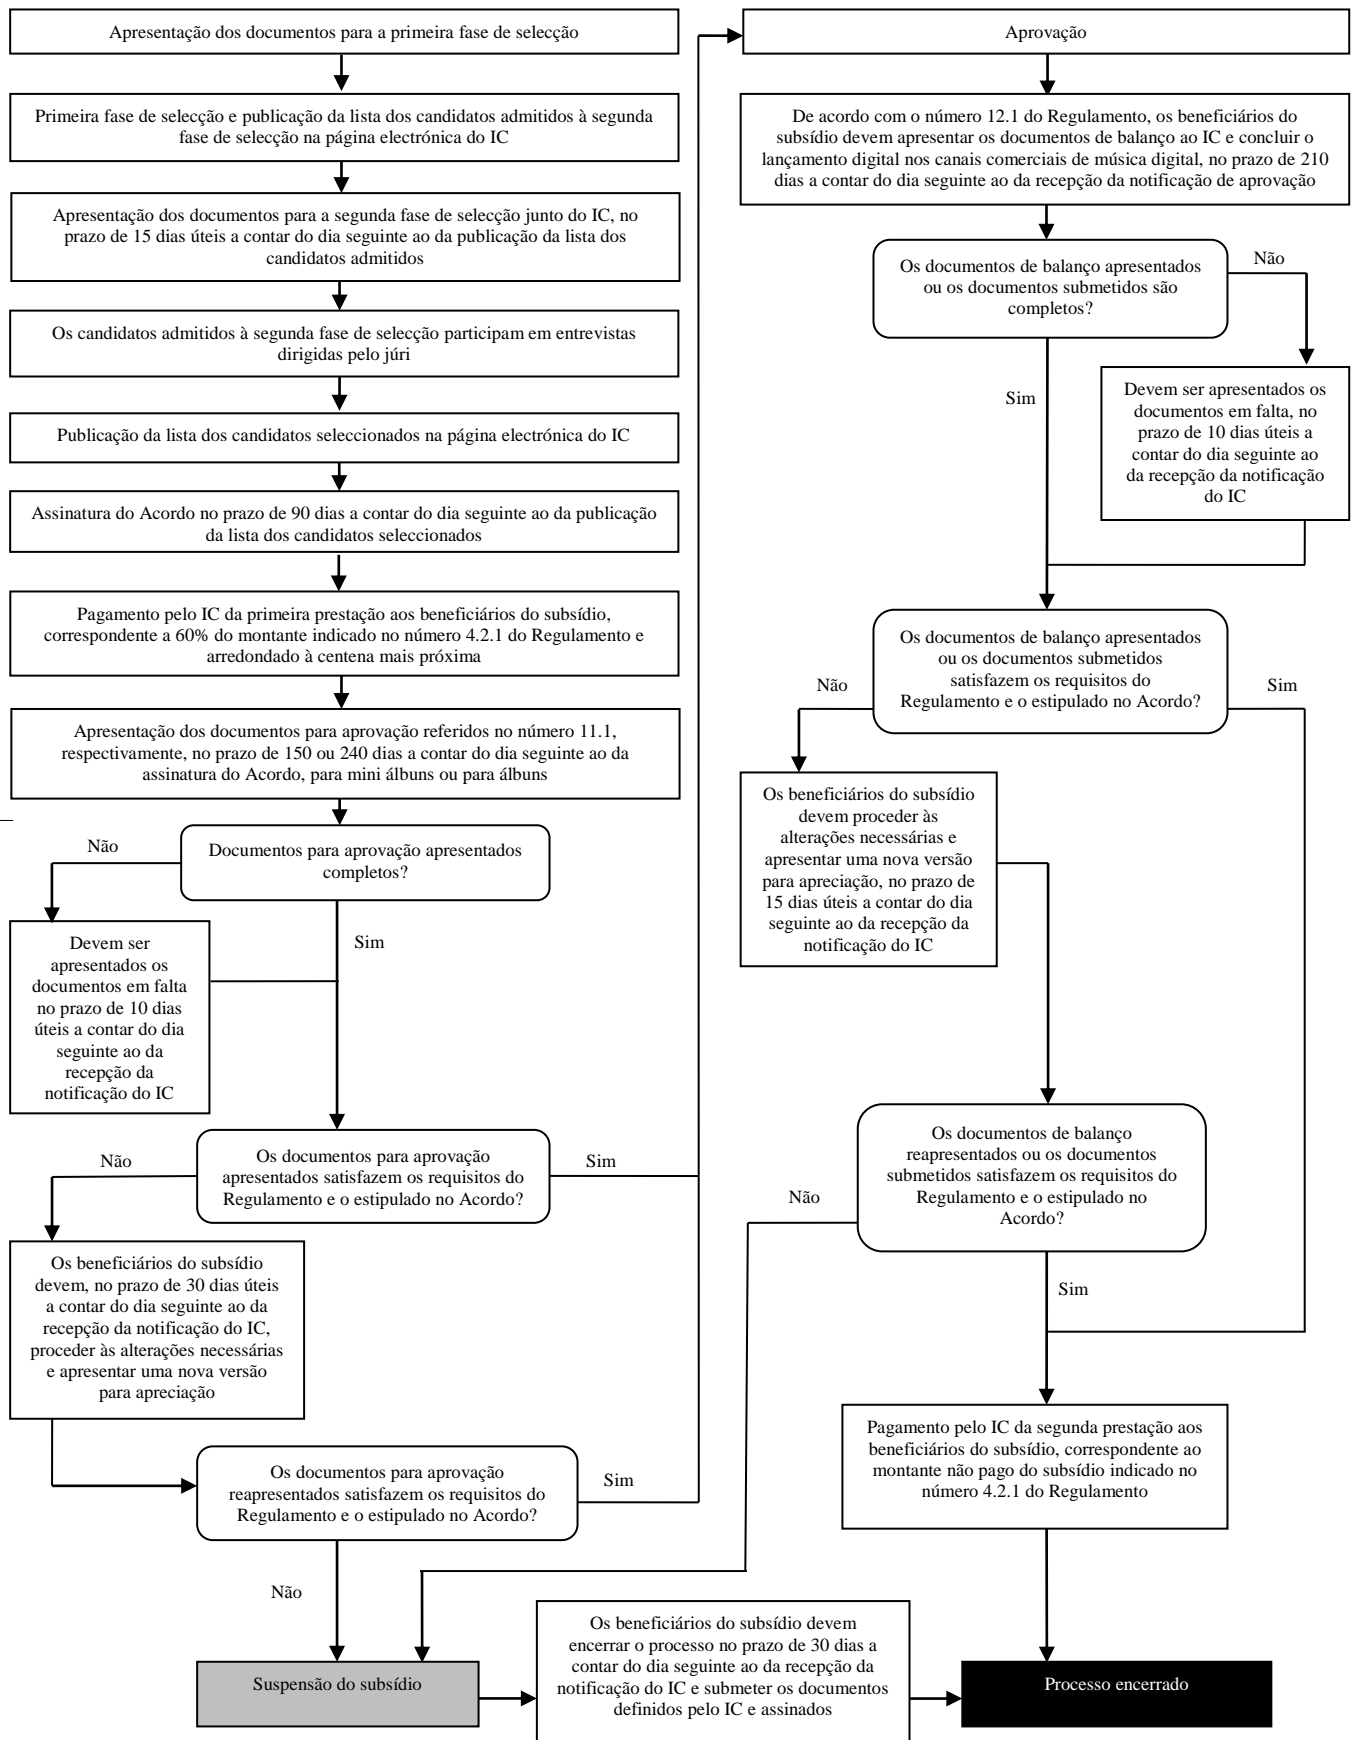 Apresentação dos documentos para a primeira fase de selecção
Primeira fase de selecção e publicação da lista dos candidatos admitidos à segunda
fase de selecção na página electrónica do IC
Apresentação dos documentos para a segunda fase de selecção junto do IC, no
prazo de 15 dias úteis a contar do dia seguinte ao da publicação da lista dos
candidatos admitidos
Os candidatos admitidos à segunda fase de selecção participam em entrevistas
dirigidas pelo júri
Publicação da lista dos candidatos seleccionados na página electrónica do IC
Assinatura do Acordo no prazo de 90 dias a contar do dia seguinte ao da publicação
da lista dos candidatos seleccionados
Pagamento pelo IC da primeira prestação aos beneficiários do subsídio,
correspondente a 60% do montante indicado no número 4.2.1 do Regulamento e
arredondado à centena mais próxima
Apresentação dos documentos para aprovação referidos no número 11.1,
respectivamente, no prazo de 150 ou 240 dias a contar do dia seguinte ao da
assinatura do Acordo, para mini álbuns ou para álbuns
Documentos para aprovação apresentados
completos?
Não
Sim
Devem ser
apresentados os
documentos em falta
no prazo de 10 dias
úteis a contar do dia
seguinte ao da
recepção da
notificação do IC
Os documentos para aprovação
apresentados satisfazem os requisitos do
Regulamento e o estipulado no Acordo?
Não
Sim
Os beneficiários do subsídio
devem, no prazo de 30 dias úteis
a contar do dia seguinte ao da
recepção da notificação do IC,
proceder às alterações necessárias
e apresentar uma nova versão
para apreciação
Os documentos para aprovação
reapresentados satisfazem os requisitos do
Regulamento e o estipulado no Acordo?
Sim
Não
Suspensão do subsídio
Os beneficiários do subsídio devem
encerrar o processo no prazo de 30 dias a
contar do dia seguinte ao da recepção da
notificação do IC e submeter os documentos
definidos pelo IC e assinados
Aprovação
De acordo com o número 12.1 do Regulamento, os beneficiários do
subsídio devem apresentar os documentos de balanço ao IC e concluir o
lançamento digital nos canais comerciais de música digital, no prazo de 210
dias a contar do dia seguinte ao da recepção da notificação de aprovação
Os documentos de balanço apresentados
ou os documentos submetidos são
completos?
Não
Sim
Devem ser apresentados os
documentos em falta, no
prazo de 10 dias úteis a
contar do dia seguinte ao
da recepção da notificação
do IC
Os documentos de balanço apresentados
ou os documentos submetidos
satisfazem os requisitos do
Regulamento e o estipulado no Acordo?
Não
Sim
Os beneficiários do subsídio
devem proceder às
alterações necessárias e
apresentar uma nova versão
para apreciação, no prazo de
15 dias úteis a contar do dia
seguinte ao da recepção da
notificação do IC
Os documentos de balanço
reapresentados ou os documentos
submetidos satisfazem os requisitos do
Regulamento e o estipulado no
Acordo?
Não
Sim
Pagamento pelo IC da segunda prestação aos
beneficiários do subsídio, correspondente ao
montante não pago do subsídio indicado no
número 4.2.1 do Regulamento
Processo encerrado